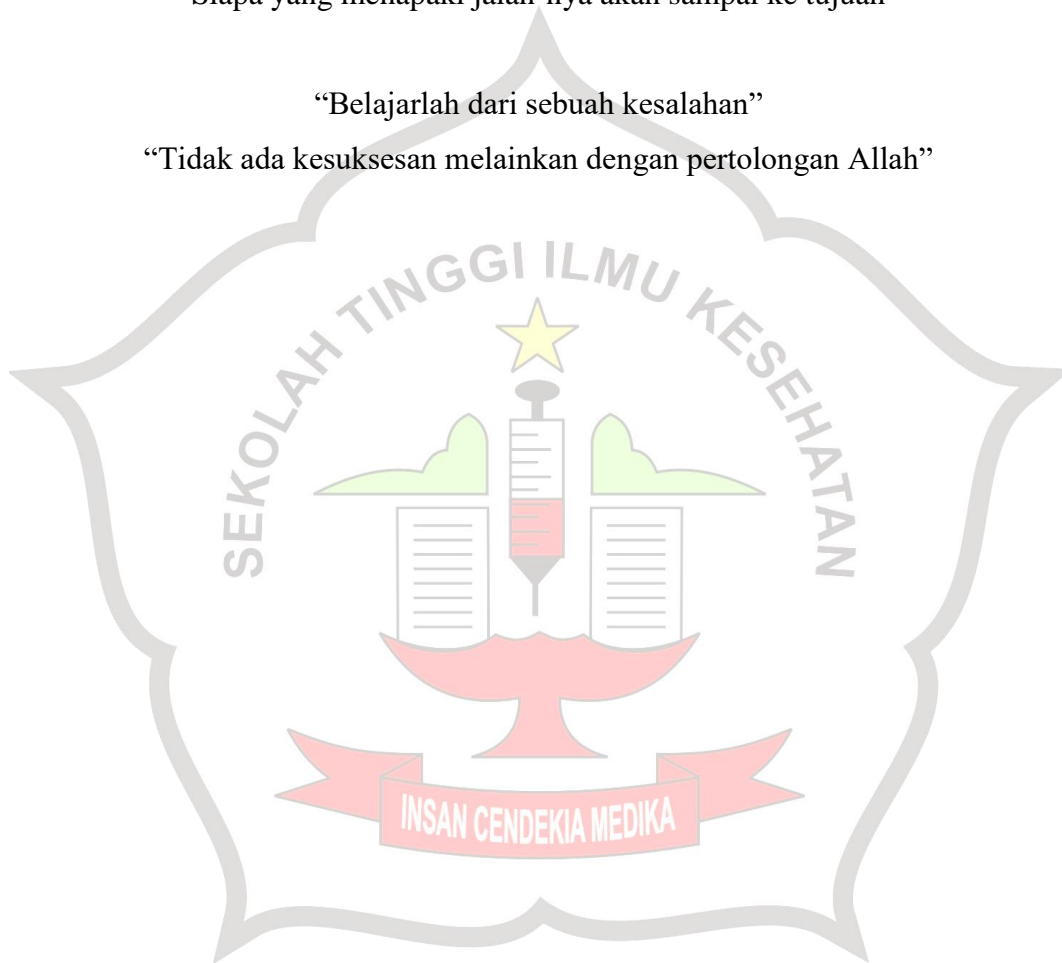 Siapa yang menapaki jalan-nya akan sampai ke tujuan
“Belajarlah dari sebuah kesalahan”
“Tidak ada kesuksesan melainkan dengan pertolongan Allah”
SEKOLAH TINGGI ILMU KESEHATAN
INSAN CENDEKIA MEDIKA